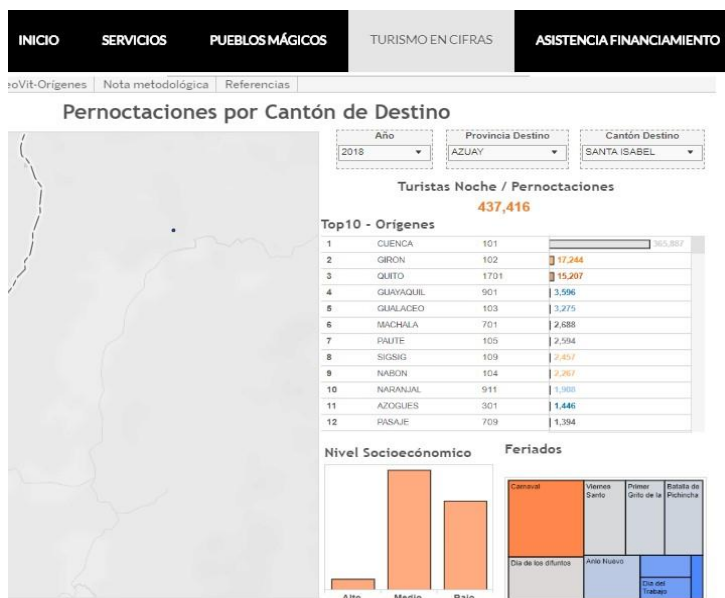 INICIO SERVICIOS PUEBLOS MÁGICOS TURISMO EN CIFRAS ASISTENCIA FINANCIAMIENTO
eoVit-Orígenes Nota metodológica Referencias
Pernoctaciones por Cantón de Destino
Año Provincia Destino Cantón Destino
2018 AZUAY SANTA ISABEL
Turistas Noche / Pernoctaciones
437,416
Top10 - Orígenes
1 CUENCA 101 365,887
2 GIRON 102 17,244
3 QUITO 1701 15,207
4 GUAYAQUIL 901 3,596
5 GUALACEO 103 3,275
6 MACHALA 701 2,688
7 PAUTE 105 2,594
8 SIGSIG 109 2,457
9 NABON 104 2,267
10 NARANJAL 911 1,908
11 AZOGUES 301 1,446
12 PASAJE 709 1,394
Nivel Socioecónomico
Alto Medio Bajo
Feriados
Carnaval Viernes Santo Primer Grito de la Batalla de Pichincha
Dia de los difuntos Anio Nuevo Dia del Trabajo